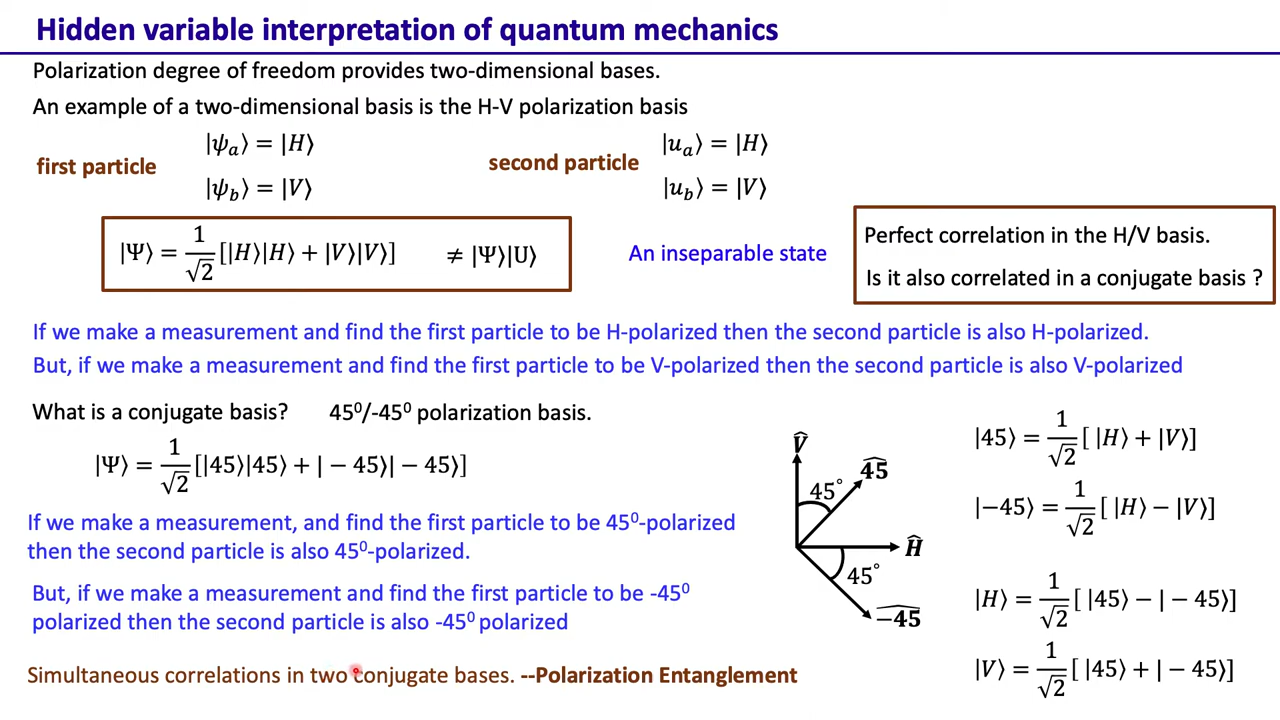 Hidden variable interpretation of quantum mechanics
Polarization degree of freedom provides two-dimensional bases.
An example of a two-dimensional basis is the H-V polarization basis
first particle
|ψₐ⟩ = |H⟩
|ψ_b⟩ = |V⟩
second particle
|uₐ⟩ = |H⟩
|u_b⟩ = |V⟩
|Ψ⟩ = 1/√2 [|H⟩|H⟩ + |V⟩|V⟩] ≠ |Ψ⟩|U⟩
An inseparable state
Perfect correlation in the H/V basis.
Is it also correlated in a conjugate basis ?
If we make a measurement and find the first particle to be H-polarized then the second particle is also H-polarized.
But, if we make a measurement and find the first particle to be V-polarized then the second particle is also V-polarized
What is a conjugate basis? 45⁰/-45⁰ polarization basis.
|Ψ⟩ = 1/√2 [|45⟩|45⟩ + | − 45⟩| − 45⟩]
If we make a measurement, and find the first particle to be 45⁰-polarized
then the second particle is also 45⁰-polarized.
But, if we make a measurement and find the first particle to be -45⁰
polarized then the second particle is also -45⁰ polarized
Simultaneous correlations in two conjugate bases. --Polarization Entanglement
V̂
45°
4̂5
Ĥ
45°
−4̂5
|45⟩ = 1/√2 [ |H⟩ + |V⟩]
|−45⟩ = 1/√2 [ |H⟩ − |V⟩]
|H⟩ = 1/√2 [ |45⟩ − | − 45⟩]
|V⟩ = 1/√2 [ |45⟩ + | − 45⟩]